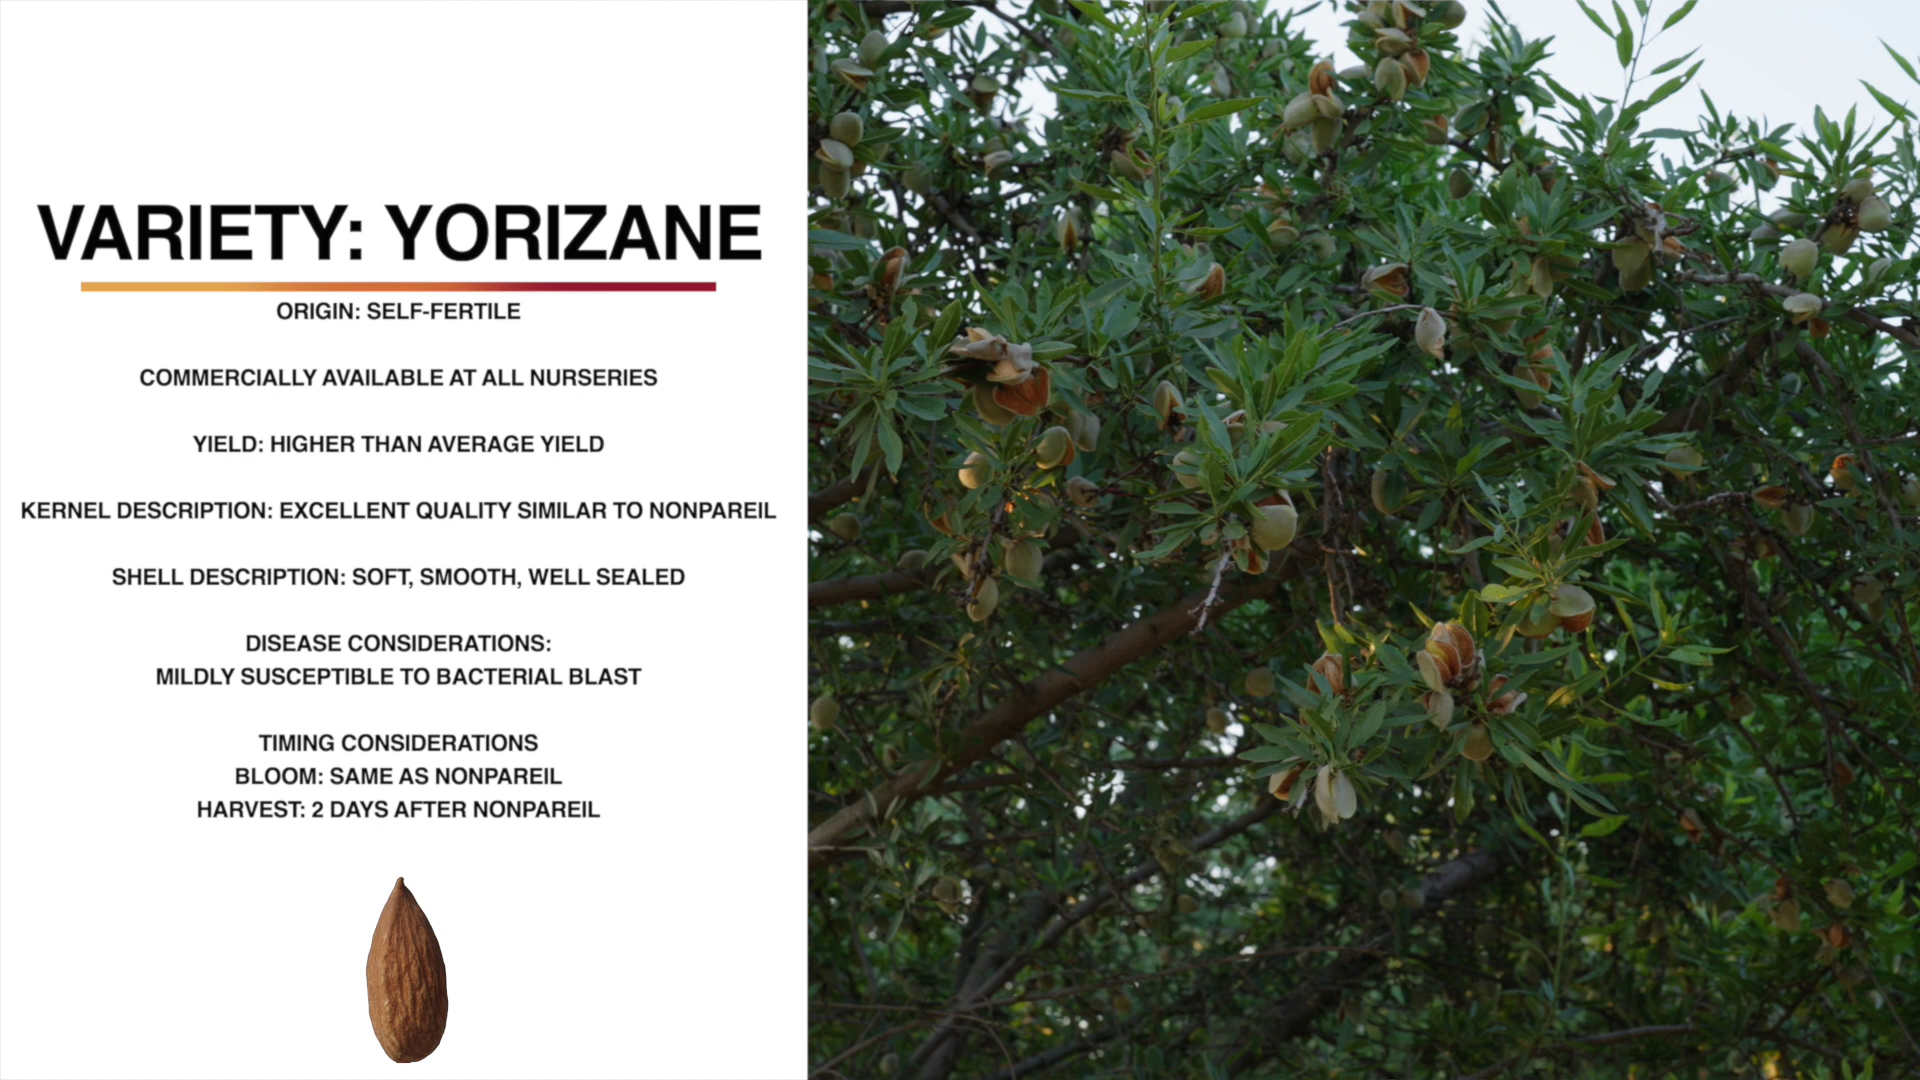 VARIETY: YORIZANE
ORIGIN: SELF-FERTILE
COMMERCIALLY AVAILABLE AT ALL NURSERIES
YIELD: HIGHER THAN AVERAGE YIELD
KERNEL DESCRIPTION: EXCELLENT QUALITY SIMILAR TO NONPAREIL
SHELL DESCRIPTION: SOFT, SMOOTH, WELL SEALED
DISEASE CONSIDERATIONS:
MILDLY SUSCEPTIBLE TO BACTERIAL BLAST
TIMING CONSIDERATIONS
BLOOM: SAME AS NONPAREIL
HARVEST: 2 DAYS AFTER NONPAREIL